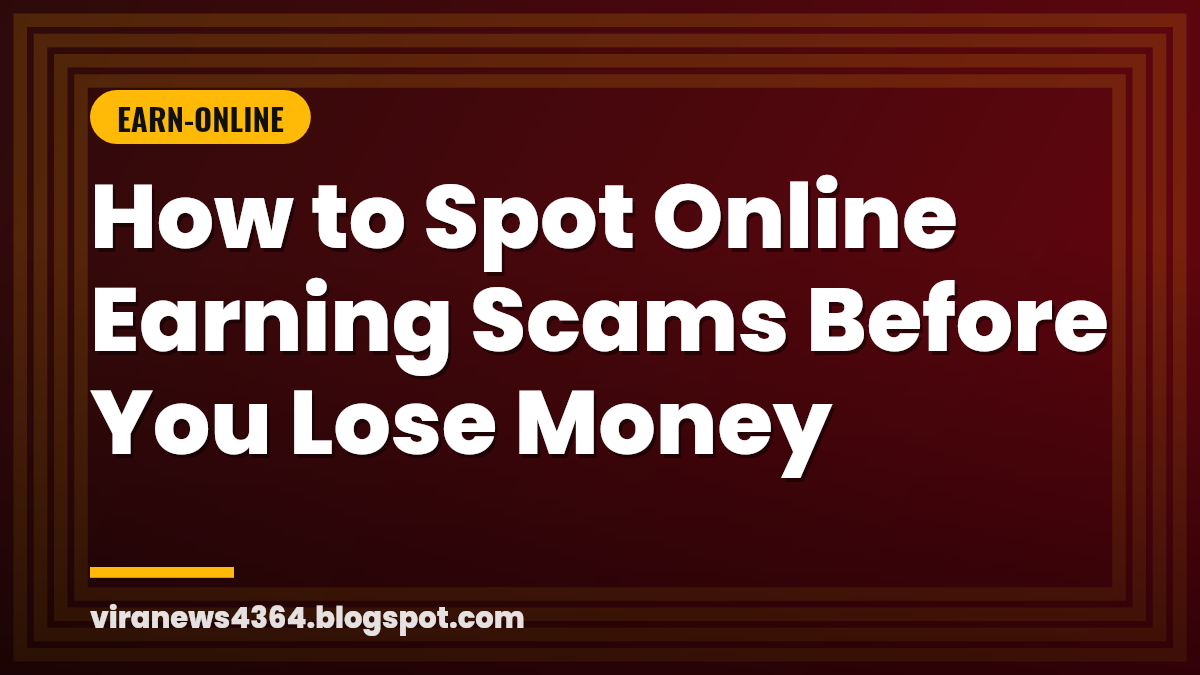 EARN-ONLINE
How to Spot Online
Earning Scams Before
You Lose Money
viranews4364.blogspot.com